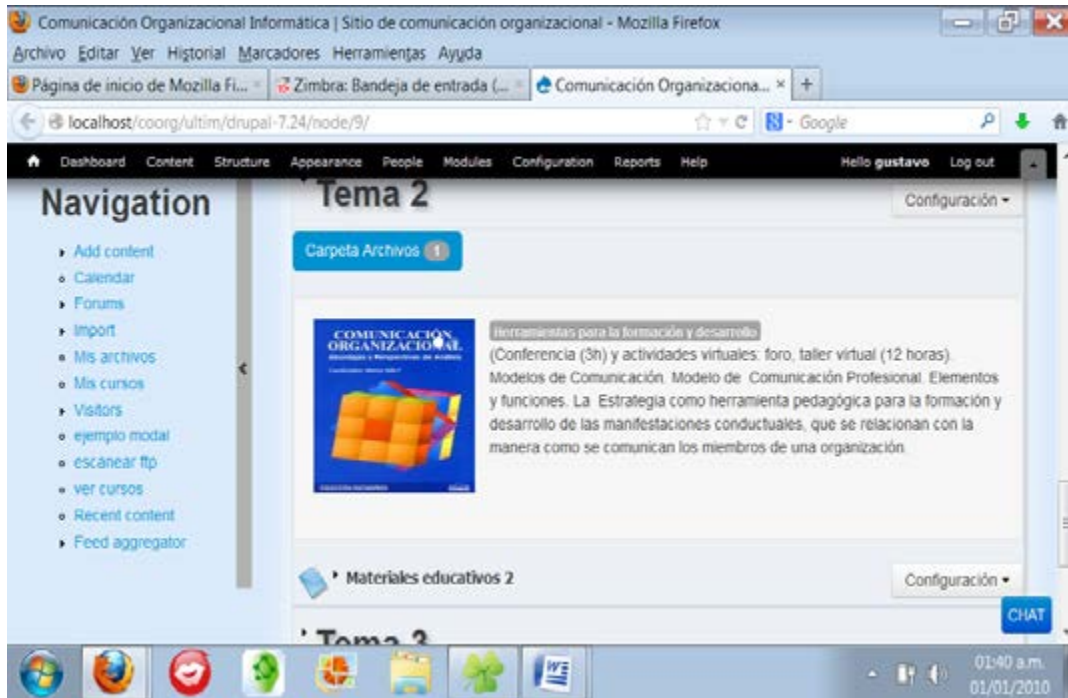 Comunicación Organizacional Informática | Sitio de comunicación organizacional - Mozilla Firefox
Archivo Editar Ver Historial Marcadores Herramientas Ayuda
Página de inicio de Mozilla Fi... Zimbra: Bandeja de entrada (... Comunicación Organizaciona... × +
localhost/coorg/ultim/drupal-7.24/node/9/ Google
Dashboard Content Structure Appearance People Modules Configuration Reports Help Hello gustavo Log out
Navigation
Add content
Calendar
Forums
Import
Mis archivos
Mis cursos
Visitors
ejemplo modal
escanear ftp
ver cursos
Recent content
Feed aggregator
Tema 2
Configuración
Carpeta Archivos 1
COMUNICACIÓN
ORGANIZACIONAL
Abordajes y Perspectivas de Análisis
Herramientas para la formación y desarrollo
(Conferencia (3h) y actividades virtuales: foro, taller virtual (12 horas).
Modelos de Comunicación. Modelo de Comunicación Profesional. Elementos
y funciones. La Estrategia como herramienta pedagógica para la formación y
desarrollo de las manifestaciones conductuales, que se relacionan con la
manera como se comunican los miembros de una organización.
Materiales educativos 2
Configuración
CHAT
Tema 3
01:40 a.m.
01/01/2010